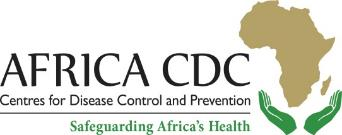 AFRICA CDC
Centres for Disease Control and Prevention
Safeguarding Africa's Health